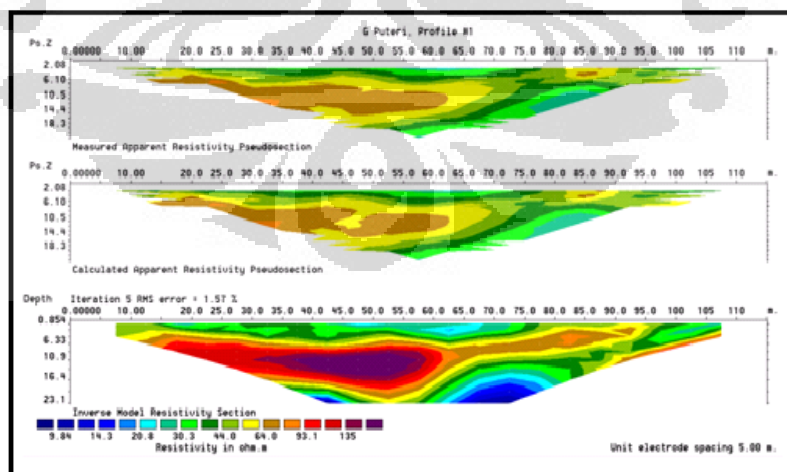 G Puteri, Profile #1
Ps.Z 0.00000 10.00 20.0 25.0 30.0 35.0 40.0 45.0 50.0 55.0 60.0 65.0 70.0 75.0 80.0 85.0 90.0 95.0 100.0 105 110 m.
2.08
6.10
10.5
14.4
18.3
Measured Apparent Resistivity Pseudosection
Ps.Z 0.00000 10.00 20.0 25.0 30.0 35.0 40.0 45.0 50.0 55.0 60.0 65.0 70.0 75.0 80.0 85.0 90.0 95.0 100.0 105 110 m.
2.08
6.10
10.5
14.4
18.3
Calculated Apparent Resistivity Pseudosection
Depth Iteration 5 RMS error = 1.57 %
0.00000 10.00 20.0 25.0 30.0 35.0 40.0 45.0 50.0 55.0 60.0 65.0 70.0 75.0 80.0 85.0 90.0 95.0 100.0 105 110 m.
0.854
6.33
10.9
16.4
23.1
Inverse Model Resistivity Section
9.84 14.3 20.8 30.3 44.0 64.0 93.1 135
Resistivity in ohm.m
Unit electrode spacing 5.00 m.